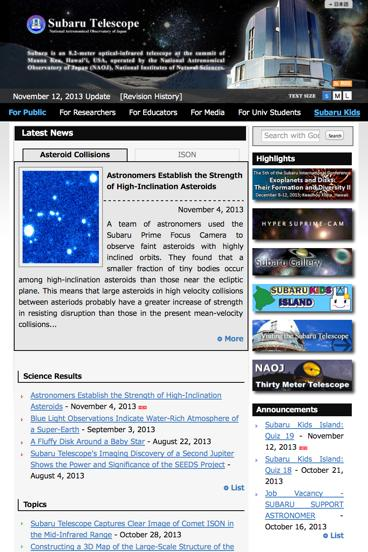 日本語
Subaru Telescope
National Astronomical Observatory of Japan
Subaru is an 8.2-meter optical-infrared telescope at the summit of
Mauna Kea, Hawai'i, USA, operated by the National Astronomical
Observatory of Japan (NAOJ), National Institutes of Natural Sciences.
RSS
November 12, 2013 Update [Revision History]
TEXT SIZE S M L
For Public For Researchers For Educators For Media For Univ Students Subaru Kids
Latest News
Asteroid Collisions ISON
Astronomers Establish the Strength
of High-Inclination Asteroids
November 4, 2013
A team of astronomers used the
Subaru Prime Focus Camera to
observe faint asteroids with highly
inclined orbits. They found that a
smaller fraction of tiny bodies occur
among high-inclination asteroids than those near the ecliptic
plane. This means that large asteroids in high velocity collisions
between asteriods probably have a greater increase of strength
in resisting disruption than those in the present mean-velocity
collisions...
More
Science Results
Astronomers Establish the Strength of High-Inclination
Asteroids - November 4, 2013
Blue Light Observations Indicate Water-Rich Atmosphere of
a Super-Earth - September 3, 2013
A Fluffy Disk Around a Baby Star - August 22, 2013
Subaru Telescope's Imaging Discovery of a Second Jupiter
Shows the Power and Significance of the SEEDS Project -
August 4, 2013
List
Topics
Subaru Telescope Captures Clear Image of Comet ISON in
the Mid-Infrared Range - October 28, 2013
Constructing a 3D Map of the Large-Scale Structure of the
Search with Goo
Search
Highlights
The 5th of the Subaru International Conference
Exoplanets and Disks:
Their Formation and Diversity II
December 8-12, 2013, Keauhou Kona, Hawaii
HYPER SUPRIME-CAM
Subaru Gallery
SUBARU KIDS
ISLAND
Visiting the Subaru Telescope
NAOJ
Thirty Meter Telescope
Announcements
Subaru Kids Island:
Quiz 19 - November
12, 2013
Subaru Kids Island:
Quiz 18 - October 21,
2013
Job Vacancy -
SUBARU SUPPORT
ASTRONOMER -
October 16, 2013
List